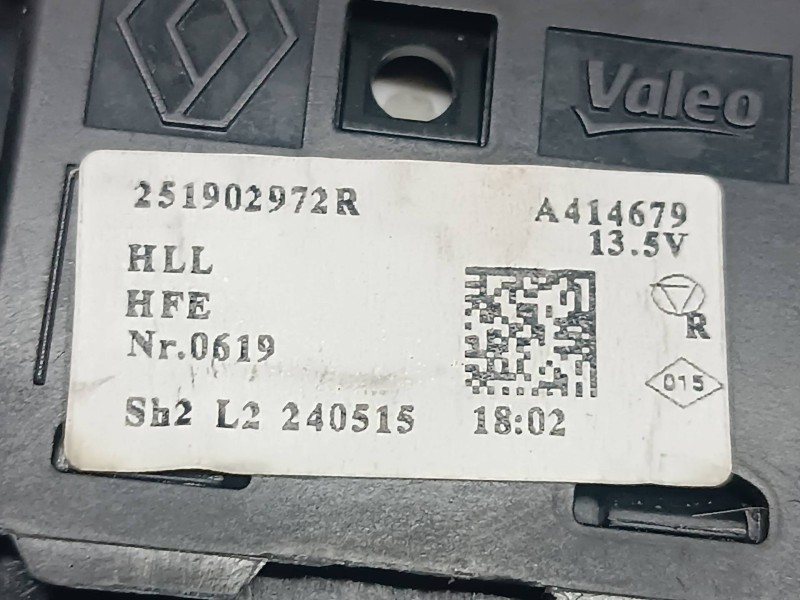 Valeo
251902972R
A414679
13.5V
HLL
HFE
Nr.0619
R
015
Sh2 L2 240515
18:02